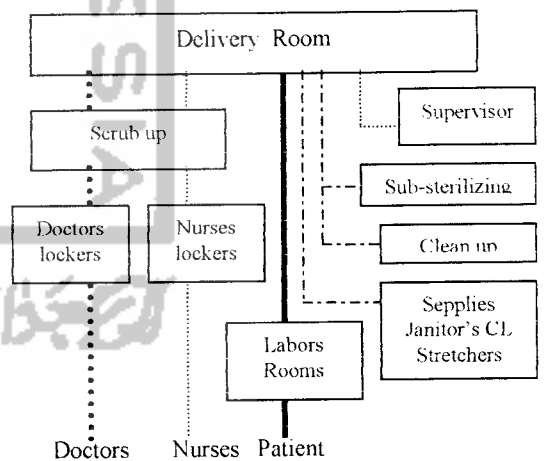 Delivery Room
Scrub up
Supervisor
Sub-sterilizing
Doctors
lockers
Nurses
lockers
Clean up
Sepplies
Janitor's CL
Stretchers
Labors
Rooms
Doctors Nurses Patient